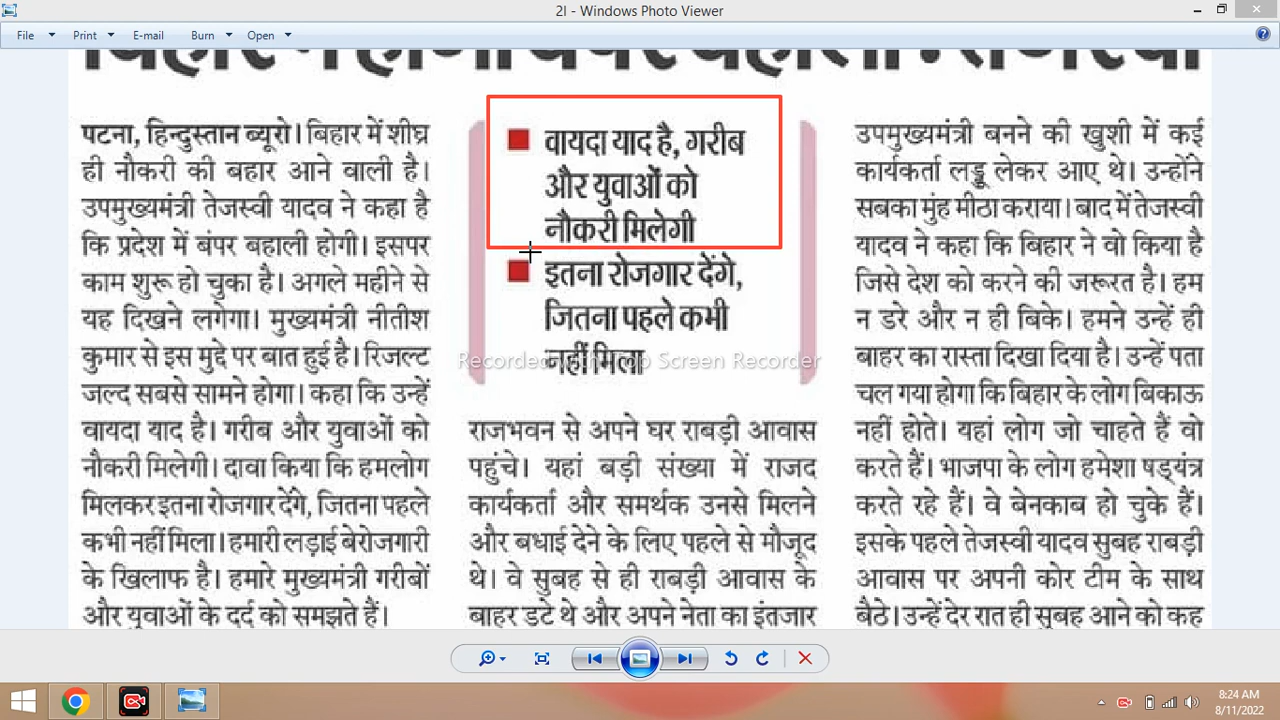 2I - Windows Photo Viewer
File Print E-mail Burn Open
बिहार में होगी बंपर बहाली : तेजस्वी
पटना, हिन्दुस्तान ब्यूरो। बिहार में शीघ्र
ही नौकरी की बहार आने वाली है।
उपमुख्यमंत्री तेजस्वी यादव ने कहा है
कि प्रदेश में बंपर बहाली होगी। इसपर
काम शुरू हो चुका है। अगले महीने से
यह दिखने लगेगा। मुख्यमंत्री नीतीश
कुमार से इस मुद्दे पर बात हुई है। रिजल्ट
जल्द सबसे सामने होगा। कहा कि उन्हें
वायदा याद है। गरीब और युवाओं को
नौकरी मिलेगी। दावा किया कि हमलोग
मिलकर इतना रोजगार देंगे, जितना पहले
कभी नहीं मिला। हमारी लड़ाई बेरोजगारी
के खिलाफ है। हमारे मुख्यमंत्री गरीबों
और युवाओं के दर्द को समझते हैं।
वायदा याद है, गरीब
और युवाओं को
नौकरी मिलेगी
इतना रोजगार देंगे,
जितना पहले कभी
नहीं मिला
Recorded with iTop Screen Recorder
राजभवन से अपने घर राबड़ी आवास
पहुंचे। यहां बड़ी संख्या में राजद
कार्यकर्ता और समर्थक उनसे मिलने
और बधाई देने के लिए पहले से मौजूद
थे। वे सुबह से ही राबड़ी आवास के
बाहर डटे थे और अपने नेता का इंतजार
उपमुख्यमंत्री बनने की खुशी में कई
कार्यकर्ता लड्डू लेकर आए थे। उन्होंने
सबका मुंह मीठा कराया। बाद में तेजस्वी
यादव ने कहा कि बिहार ने वो किया है
जिसे देश को करने की जरूरत है। हम
न डरे और न ही बिके। हमने उन्हें ही
बाहर का रास्ता दिखा दिया है। उन्हें पता
चल गया होगा कि बिहार के लोग बिकाऊ
नहीं होते। यहां लोग जो चाहते हैं वो
करते हैं। भाजपा के लोग हमेशा षड्यंत्र
करते रहे हैं। वे बेनकाब हो चुके हैं।
इसके पहले तेजस्वी यादव सुबह राबड़ी
आवास पर अपनी कोर टीम के साथ
बैठे। उन्हें देर रात ही सुबह आने को कह
8:24 AM
8/11/2022